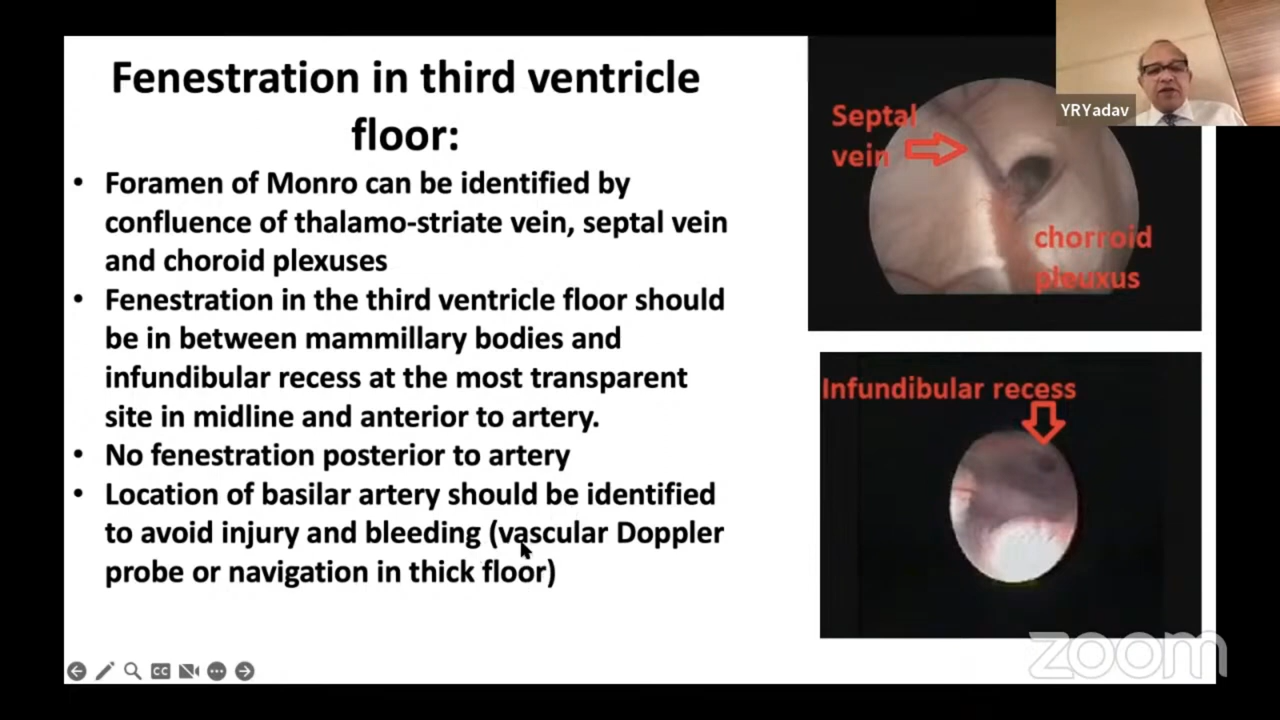 Fenestration in third ventricle
floor:
• Foramen of Monro can be identified by
confluence of thalamo-striate vein, septal vein
and choroid plexuses
• Fenestration in the third ventricle floor should
be in between mammillary bodies and
infundibular recess at the most transparent
site in midline and anterior to artery.
• No fenestration posterior to artery
• Location of basilar artery should be identified
to avoid injury and bleeding (vascular Doppler
probe or navigation in thick floor)
Septal
vein
chorroid
pleuxus
Infundibular recess
YRYadav
CC
zoom